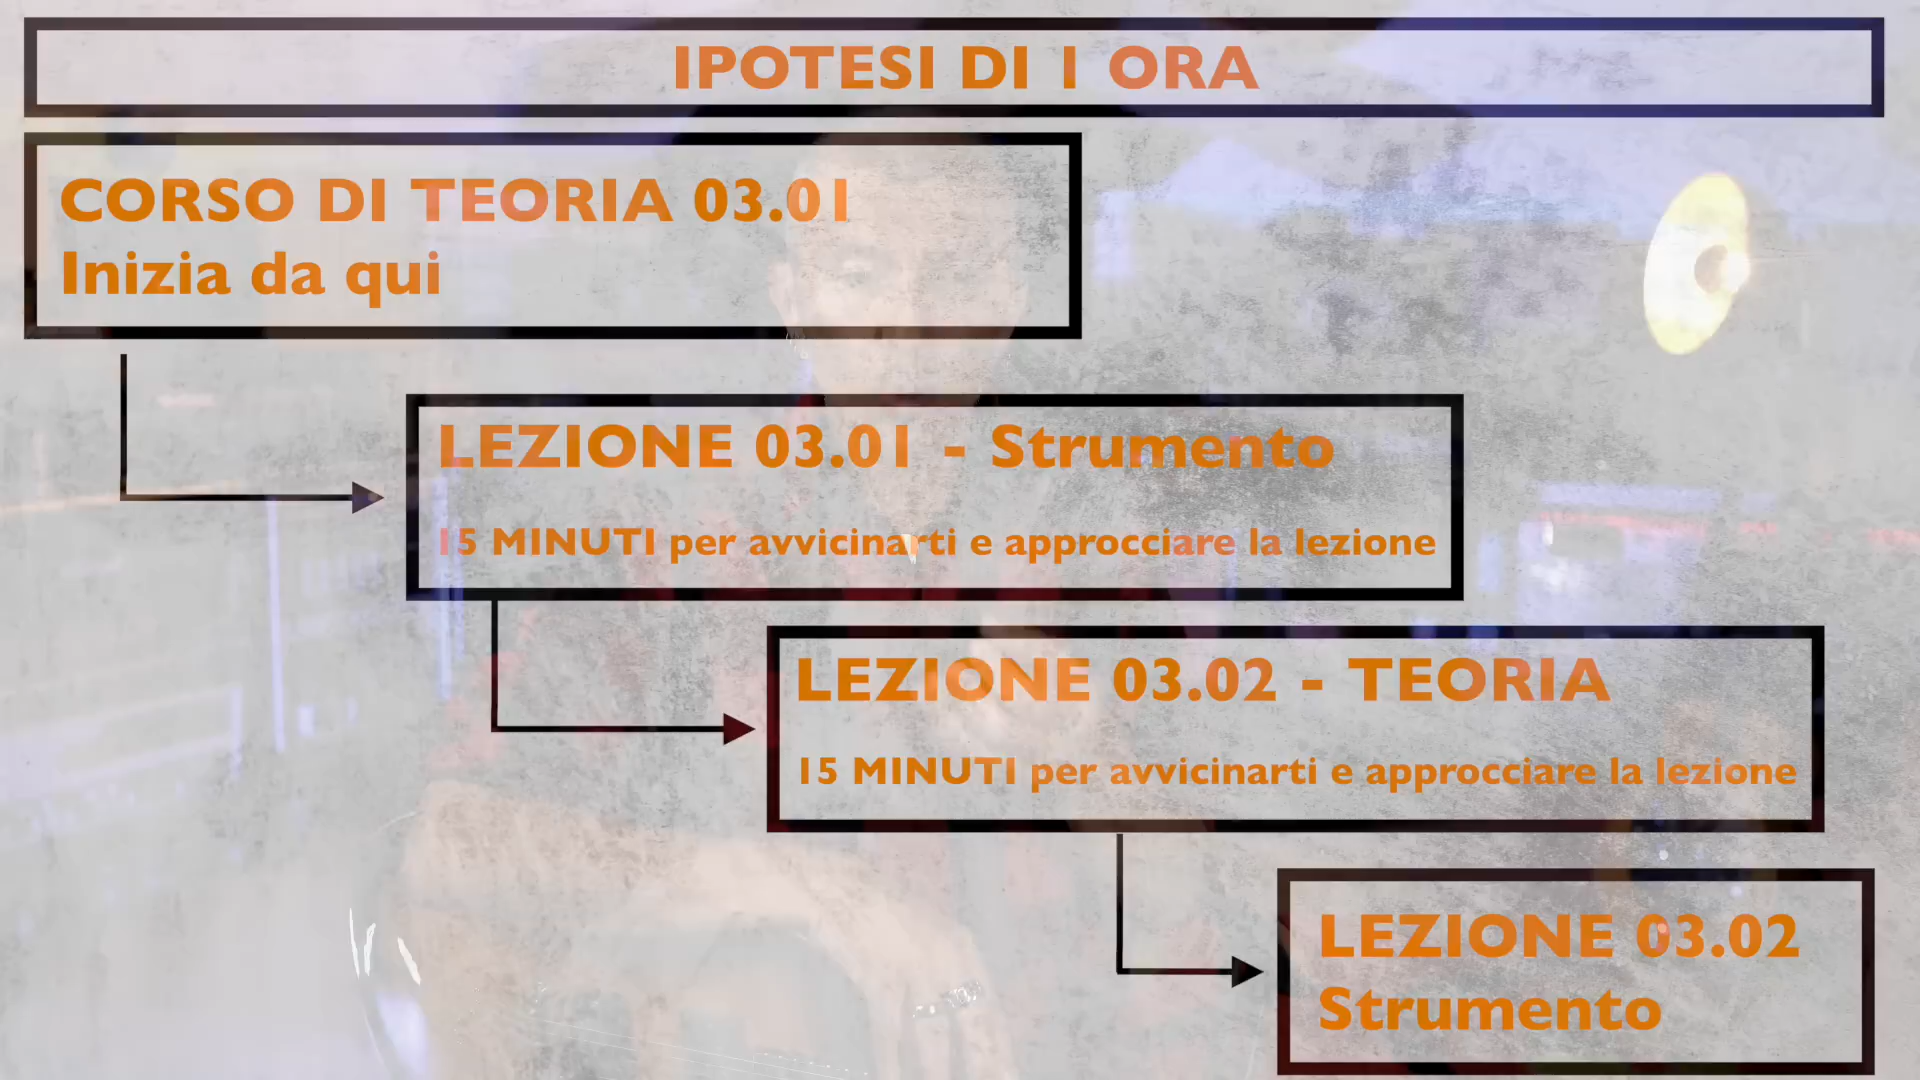 IPOTESI DI 1 ORA
CORSO DI TEORIA 03.01
Inizia da qui
LEZIONE 03.01 - Strumento
15 MINUTI per avvicinarti e approcciare la lezione
LEZIONE 03.02 - TEORIA
15 MINUTI per avvicinarti e approcciare la lezione
LEZIONE 03.02
Strumento